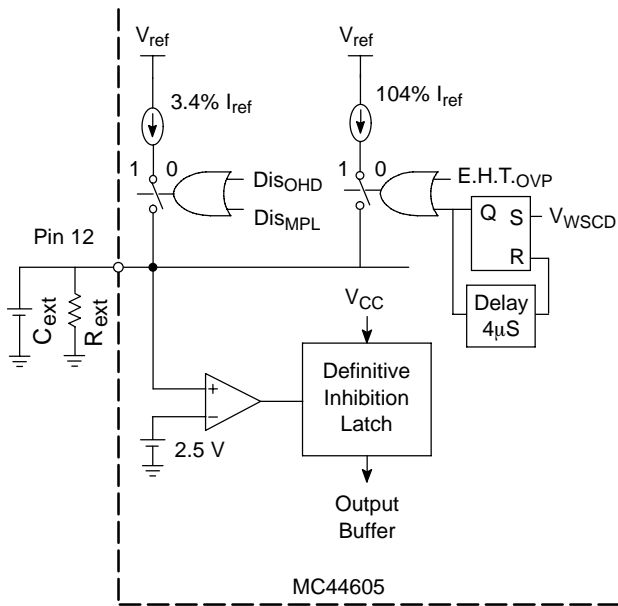 Vref
Vref
3.4% Iref
104% Iref
1 0
1 0
DisOHD
DisMPL
E.H.T.OVP
Q S
R
VWSCD
Delay
4μS
Pin 12
Cext
Rext
VCC
+
−
2.5 V
Definitive
Inhibition
Latch
Output
Buffer
MC44605